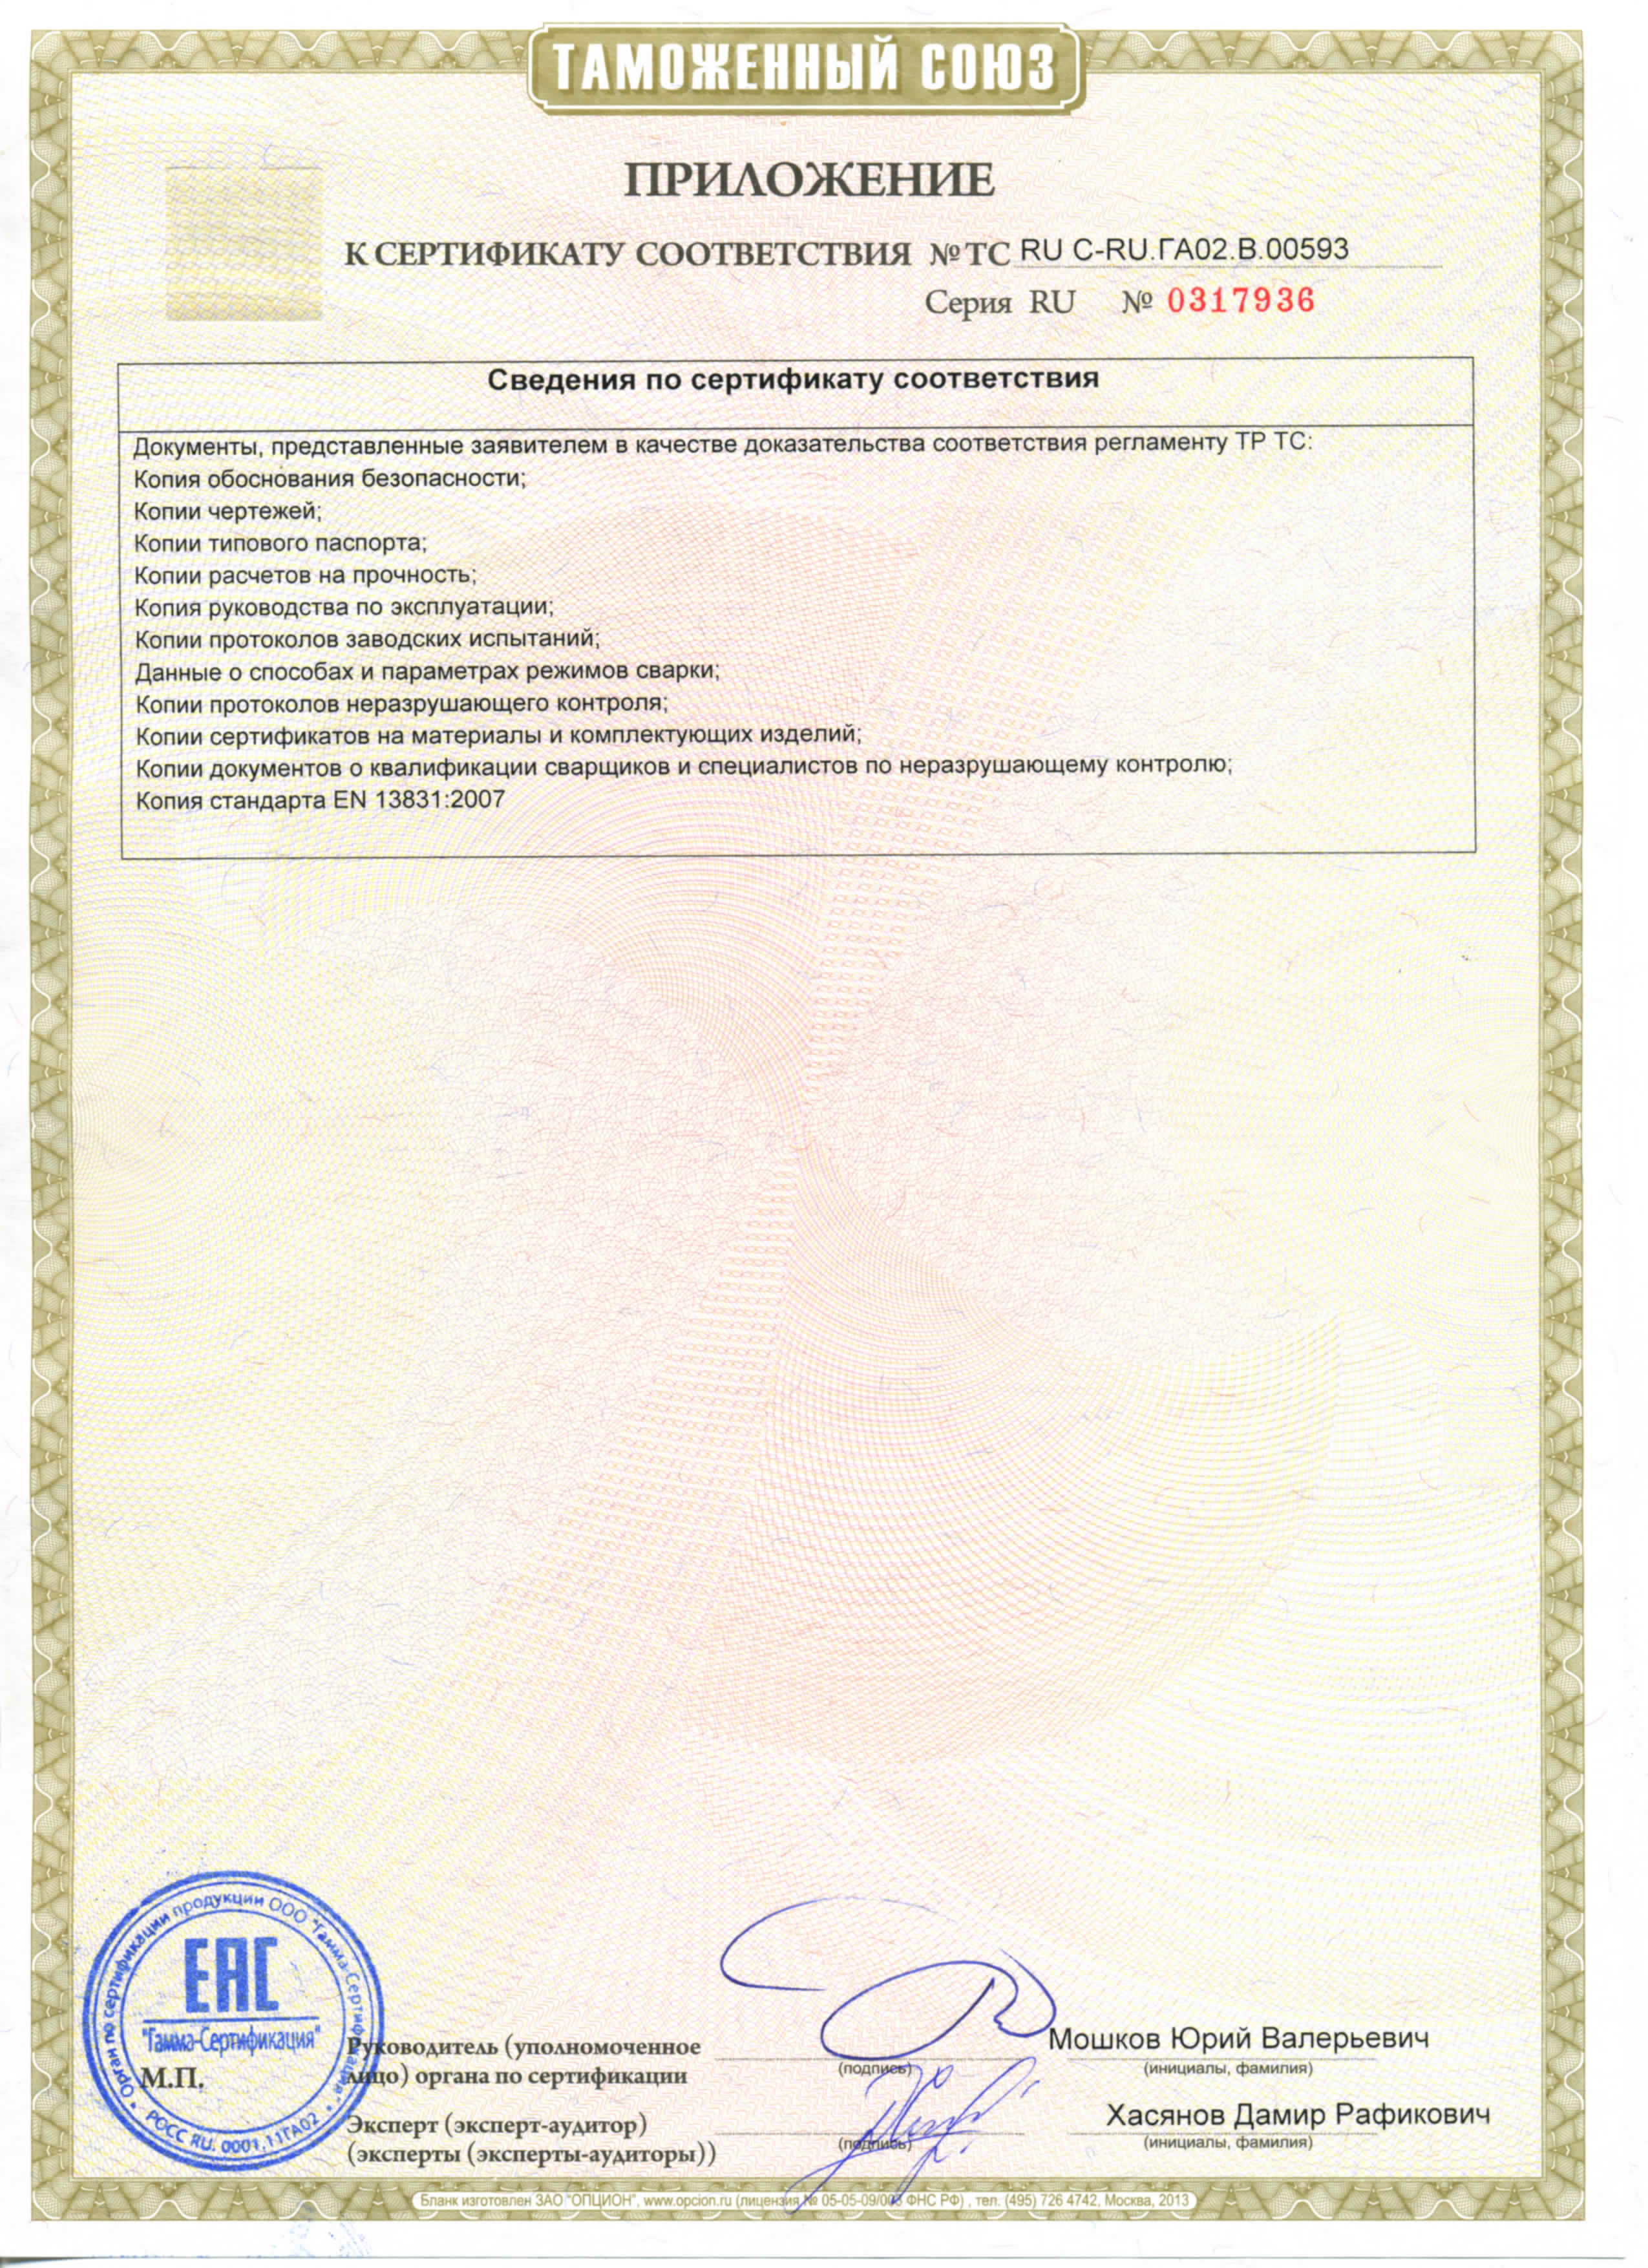 ТАМОЖЕННЫЙ СОЮЗ
ПРИЛОЖЕНИЕ
К СЕРТИФИКАТУ СООТВЕТСТВИЯ №ТС RU C-RU.ГА02.В.00593
Серия RU № 0317936
Сведения по сертификату соответствия
Документы, представленные заявителем в качестве доказательства соответствия регламенту ТР ТС:
Копия обоснования безопасности;
Копии чертежей;
Копии типового паспорта;
Копии расчетов на прочность;
Копия руководства по эксплуатации;
Копии протоколов заводских испытаний;
Данные о способах и параметрах режимов сварки;
Копии протоколов неразрушающего контроля;
Копии сертификатов на материалы и комплектующих изделий;
Копии документов о квалификации сварщиков и специалистов по неразрушающему контролю;
Копия стандарта EN 13831:2007
Орган по сертификации продукции ООО "Гамма-Сертификация"
ЕАС
"Гамма-Сертификация"
М.П.
РОСС RU. 0001.11ГА02
Руководитель (уполномоченное
лицо) органа по сертификации
(подпись)
Мошков Юрий Валерьевич
(инициалы, фамилия)
Эксперт (эксперт-аудитор)
(эксперты (эксперты-аудиторы))
(подпись)
Хасянов Дамир Рафикович
(инициалы, фамилия)
Бланк изготовлен ЗАО "ОПЦИОН", www.opcion.ru (лицензия № 05-05-09/003 ФНС РФ) , тел. (495) 726 4742, Москва, 2013